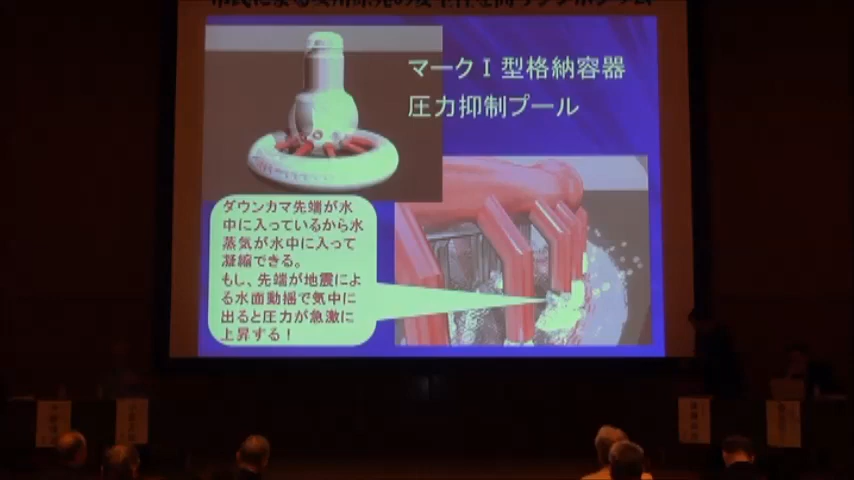 マークⅠ型格納容器
圧力抑制プール
ダウンカマ先端が水
中に入っているから水
蒸気が水中に入って
凝縮できる。
もし、先端が地震によ
る水面動揺で気中に
出ると圧力が急激に
上昇する！